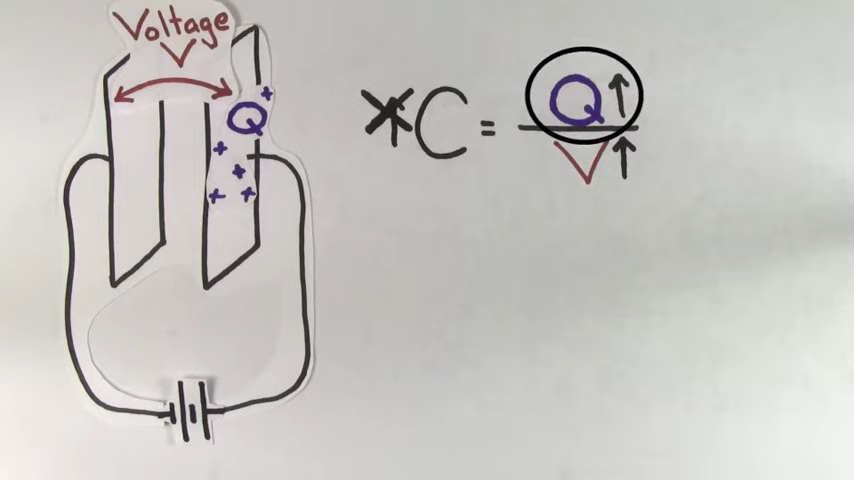 Voltage
V
Q
+
+
+
+
+
*C = Q↑
V↑